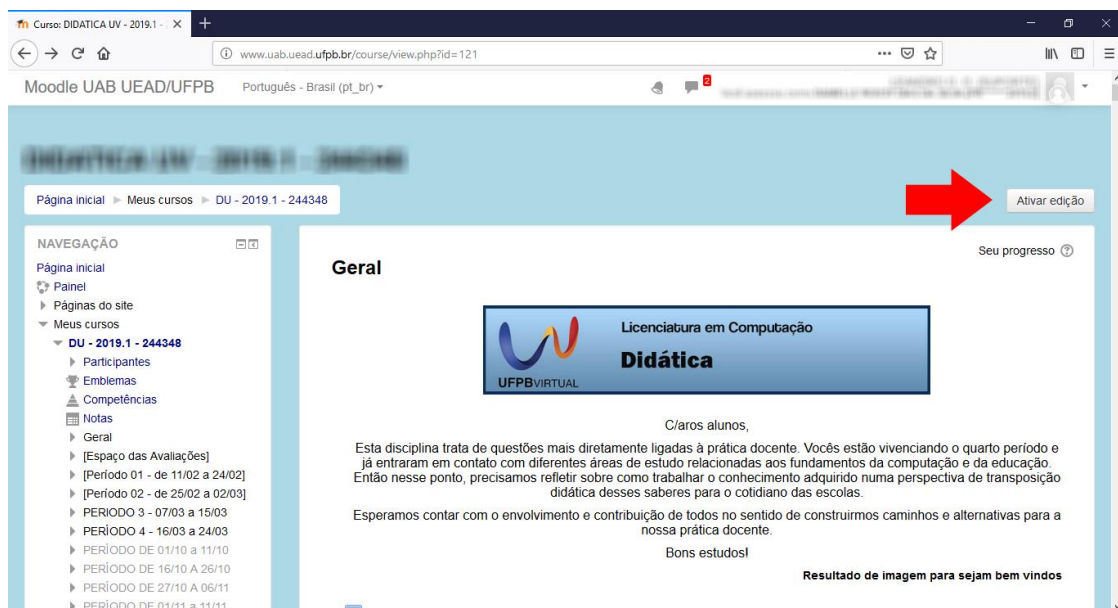 Curso: DIDATICA UV - 2019.1 -
www.uab.uead.ufpb.br/course/view.php?id=121
Moodle UAB UEAD/UFPB
Português - Brasil (pt_br)
2
Página inicial Meus cursos DU - 2019.1 - 244348
Ativar edição
NAVEGAÇÃO
Página inicial
Painel
Páginas do site
Meus cursos
DU - 2019.1 - 244348
Participantes
Emblemas
Competências
Notas
Geral
[Espaço das Avaliações]
[Período 01 - de 11/02 a 24/02]
[Período 02 - de 25/02 a 02/03]
PERIODO 3 - 07/03 a 15/03
PERÍODO 4 - 16/03 a 24/03
PERÍODO DE 01/10 a 11/10
PERÍODO DE 16/10 A 26/10
PERÍODO DE 27/10 A 06/11
PERÍODO DE 01/11 a 11/11
Seu progresso
Geral
Licenciatura em Computação
Didática
UFPBVIRTUAL
C/aros alunos,
Esta disciplina trata de questões mais diretamente ligadas à prática docente. Vocês estão vivenciando o quarto período e
já entraram em contato com diferentes áreas de estudo relacionadas aos fundamentos da computação e da educação.
Então nesse ponto, precisamos refletir sobre como trabalhar o conhecimento adquirido numa perspectiva de transposição
didática desses saberes para o cotidiano das escolas.
Esperamos contar com o envolvimento e contribuição de todos no sentido de construirmos caminhos e alternativas para a
nossa prática docente.
Bons estudos!
Resultado de imagem para sejam bem vindos